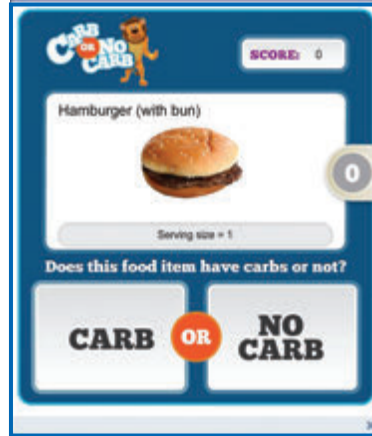 CARB
OR NO
CARB
SCORE: 0
Hamburger (with bun)
0
Serving size = 1
Does this food item have carbs or not?
CARB
OR
NO
CARB